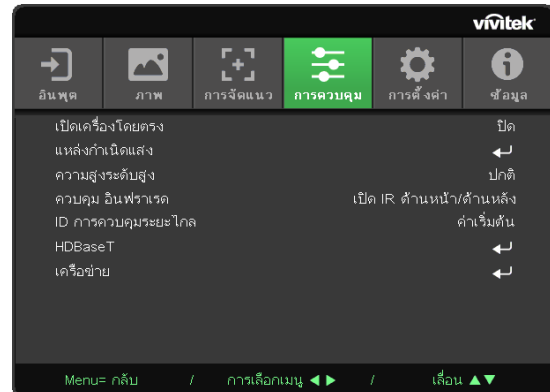 vivitek
อินพุต ภาพ การจัดแนว การควบคุม การตั้งค่า ข้อมูล
เปิดเครื่องโดยตรง ปิด
แหล่งกำเนิดแสง
ความสูงระดับสูง ปกติ
ควบคุม อินฟราเรด เปิด IR ด้านหน้า/ด้านหลัง
ID การควบคุมระยะไกล ค่าเริ่มต้น
HDBaseT
เครือข่าย
Menu= กลับ / การเลือกเมนู ◀ ▶ / เลื่อน ▲▼